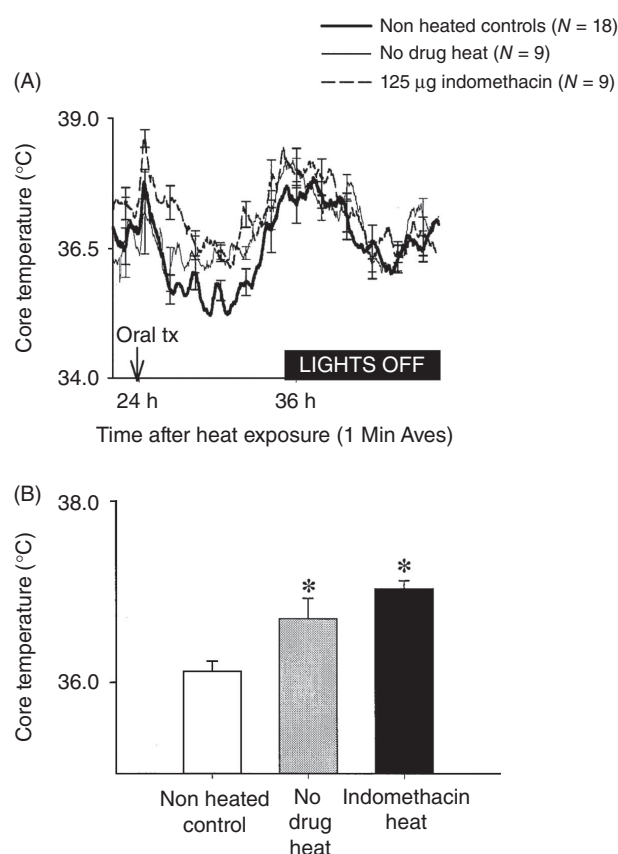 Non heated controls (N = 18)
No drug heat (N = 9)
125 μg indomethacin (N = 9)
(A)
39.0
36.5
34.0
Core temperature (°C)
Oral tx
LIGHTS OFF
24 h
36 h
Time after heat exposure (1 Min Aves)
(B)
38.0
36.0
Core temperature (°C)
*
*
Non heated
control
No
drug
heat
Indomethacin
heat